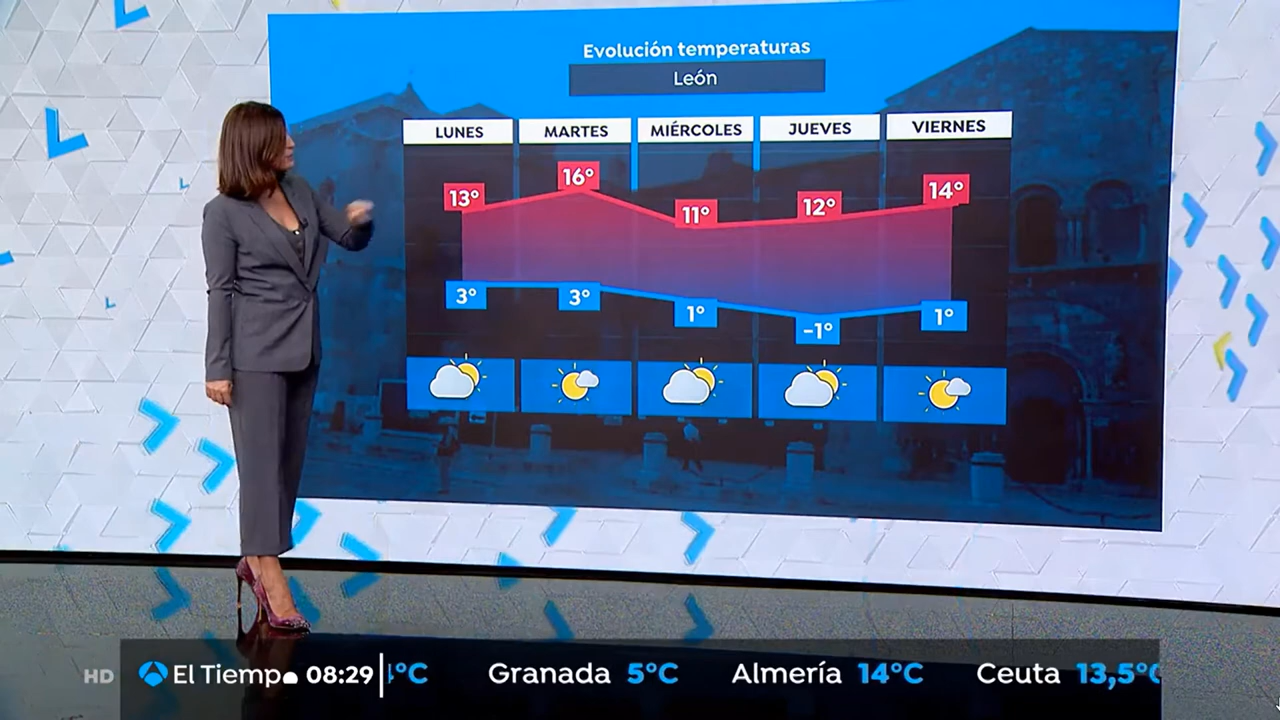 Evolución temperaturas
León
LUNES MARTES MIÉRCOLES JUEVES VIERNES
13° 16° 11° 12° 14°
3° 3° 1° -1° 1°
HD El Tiempo 08:29 °C Granada 5°C Almería 14°C Ceuta 13,5°C